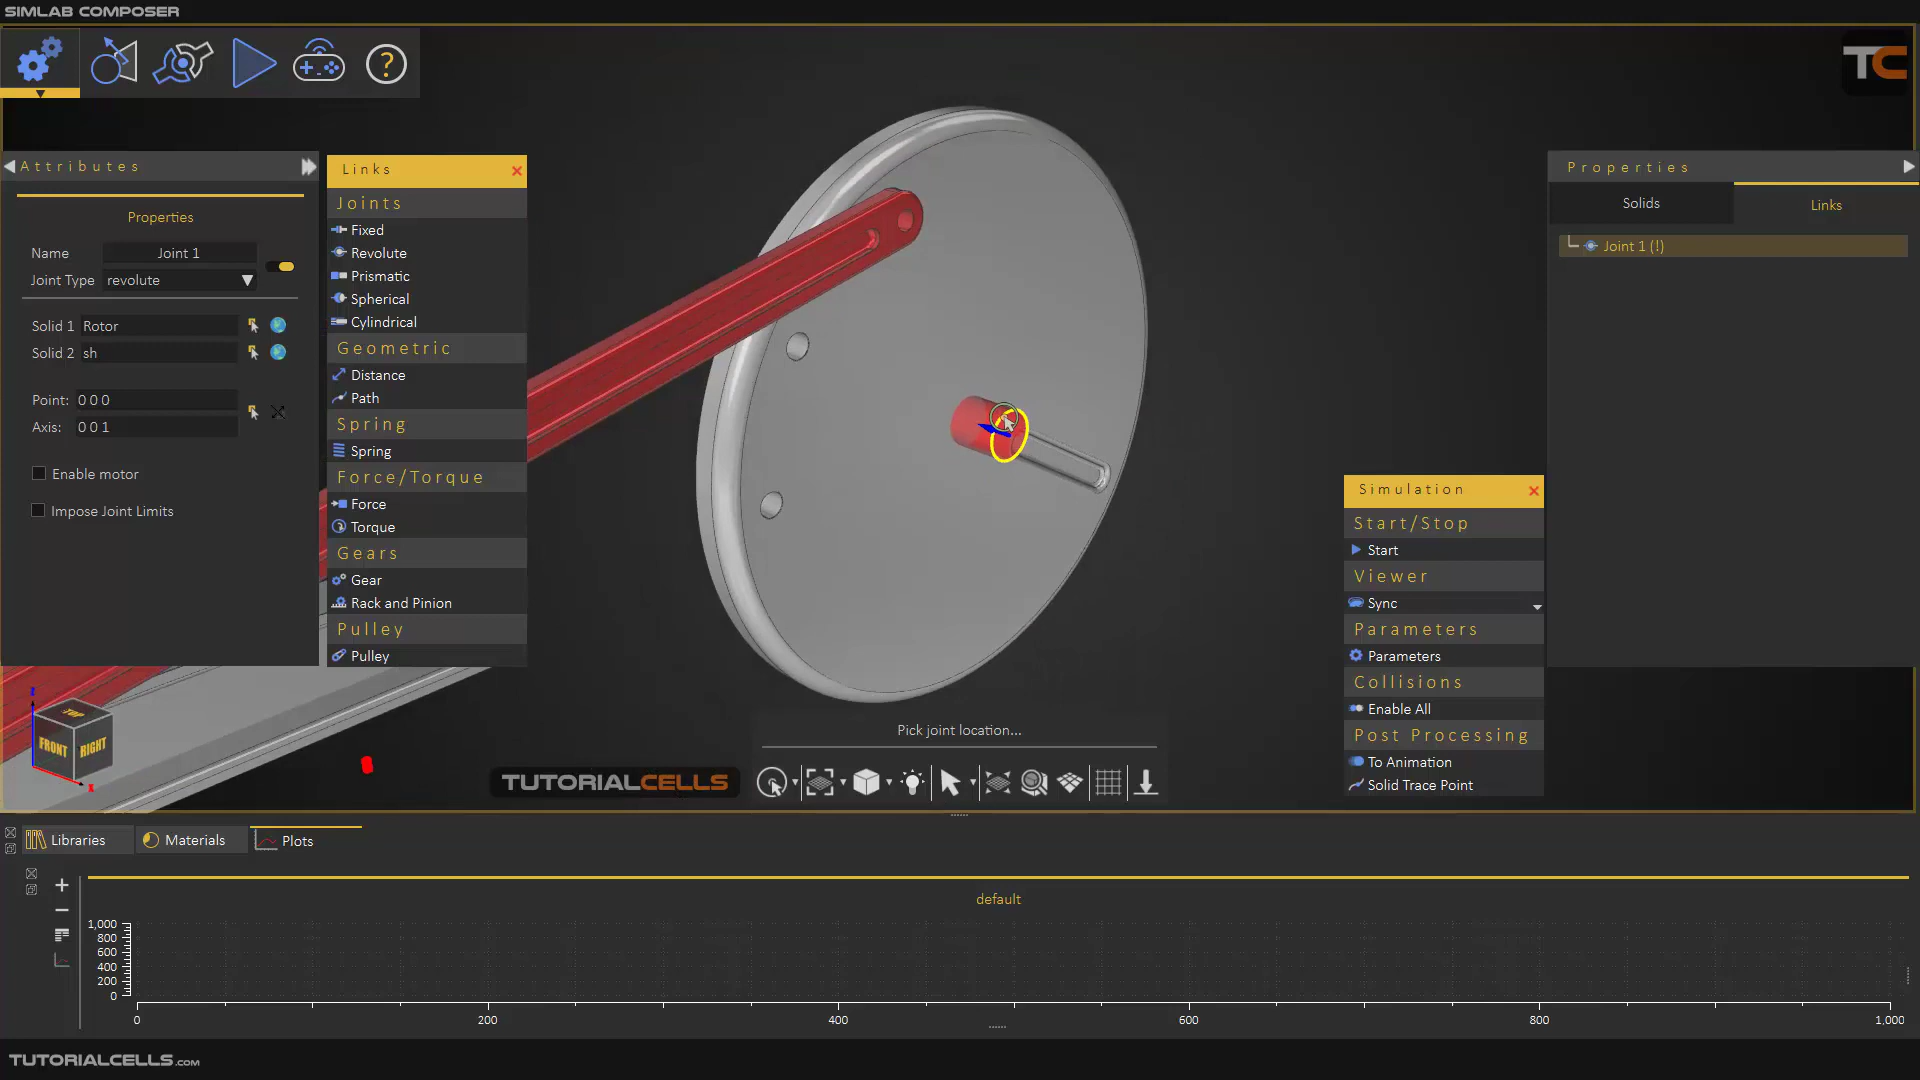 SIMLAB COMPOSER
TC
Attributes
Properties
Name Joint 1
Joint Type revolute
Solid 1 Rotor
Solid 2 sh
Point: 0 0 0
Axis: 0 0 1
Enable motor
Impose Joint Limits
Links
Joints
Fixed
Revolute
Prismatic
Spherical
Cylindrical
Geometric
Distance
Path
Spring
Spring
Force/Torque
Force
Torque
Gears
Gear
Rack and Pinion
Pulley
Pulley
Properties
Solids Links
Joint 1 (!)
Simulation
Start/Stop
Start
Viewer
Sync
Parameters
Parameters
Collisions
Enable All
Post Processing
To Animation
Solid Trace Point
TOP
FRONT RIGHT
z
x
Pick joint location...
TUTORIALCELLS
Libraries Materials Plots
default
1,000
800
600
400
200
0
0 200 400 600 800 1,000
TUTORIALCELLS.com